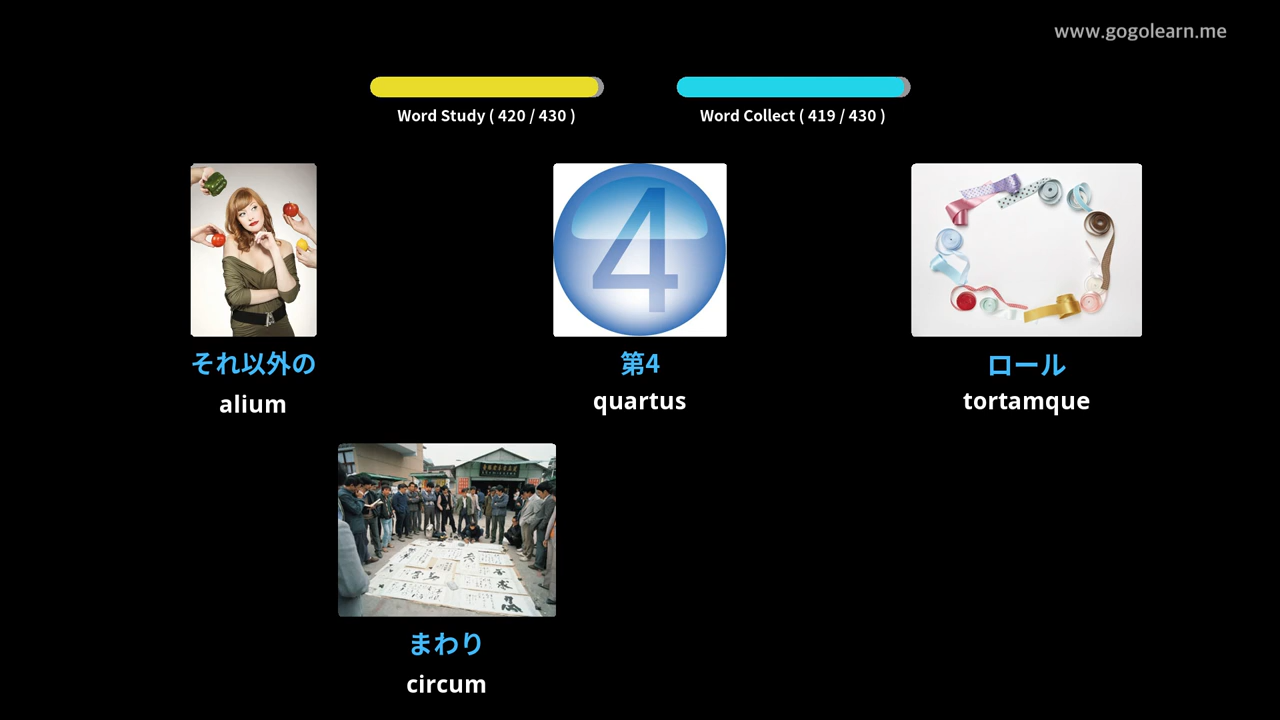 www.gogolearn.me
Word Study ( 420 / 430 )
Word Collect ( 419 / 430 )
4
それ以外の
alium
第4
quartus
ロール
tortamque
まわり
circum